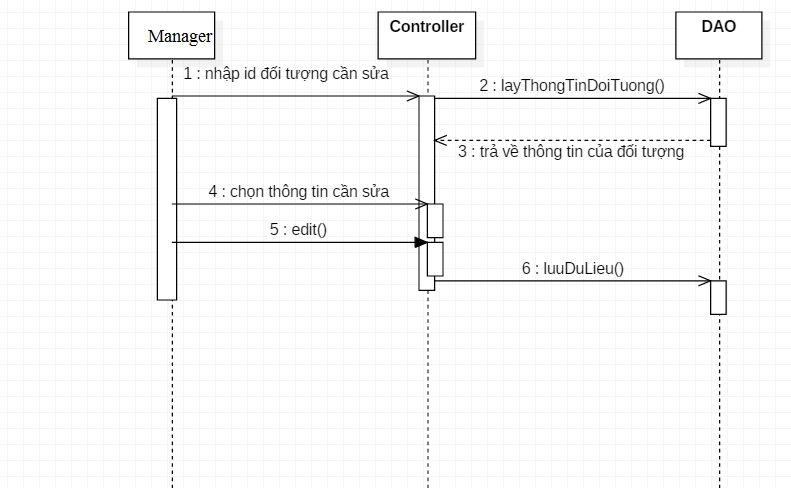 Manager
Controller
DAO
1 : nhập id đối tượng cần sửa
2 : layThongTinDoiTuong()
3 : trả về thông tin của đối tượng
4 : chọn thông tin cần sửa
5 : edit()
6 : luuDuLieu()